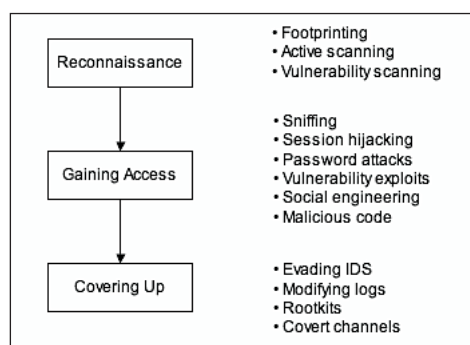 Reconnaissance
• Footprinting
• Active scanning
• Vulnerability scanning
Gaining Access
• Sniffing
• Session hijacking
• Password attacks
• Vulnerability exploits
• Social engineering
• Malicious code
Covering Up
• Evading IDS
• Modifying logs
• Rootkits
• Covert channels